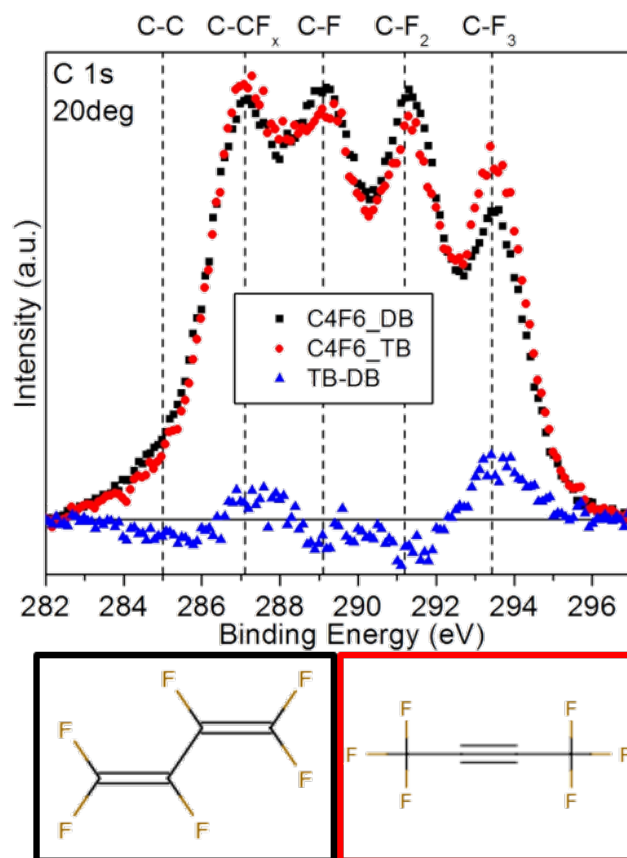 C-C C-CFₓ C-F C-F₂ C-F₃
C 1s
20deg
Intensity (a.u.)
C4F6_DB
C4F6_TB
TB-DB
282 284 286 288 290 292 294 296
Binding Energy (eV)
F F
F
F F
F
F F
F F
F F